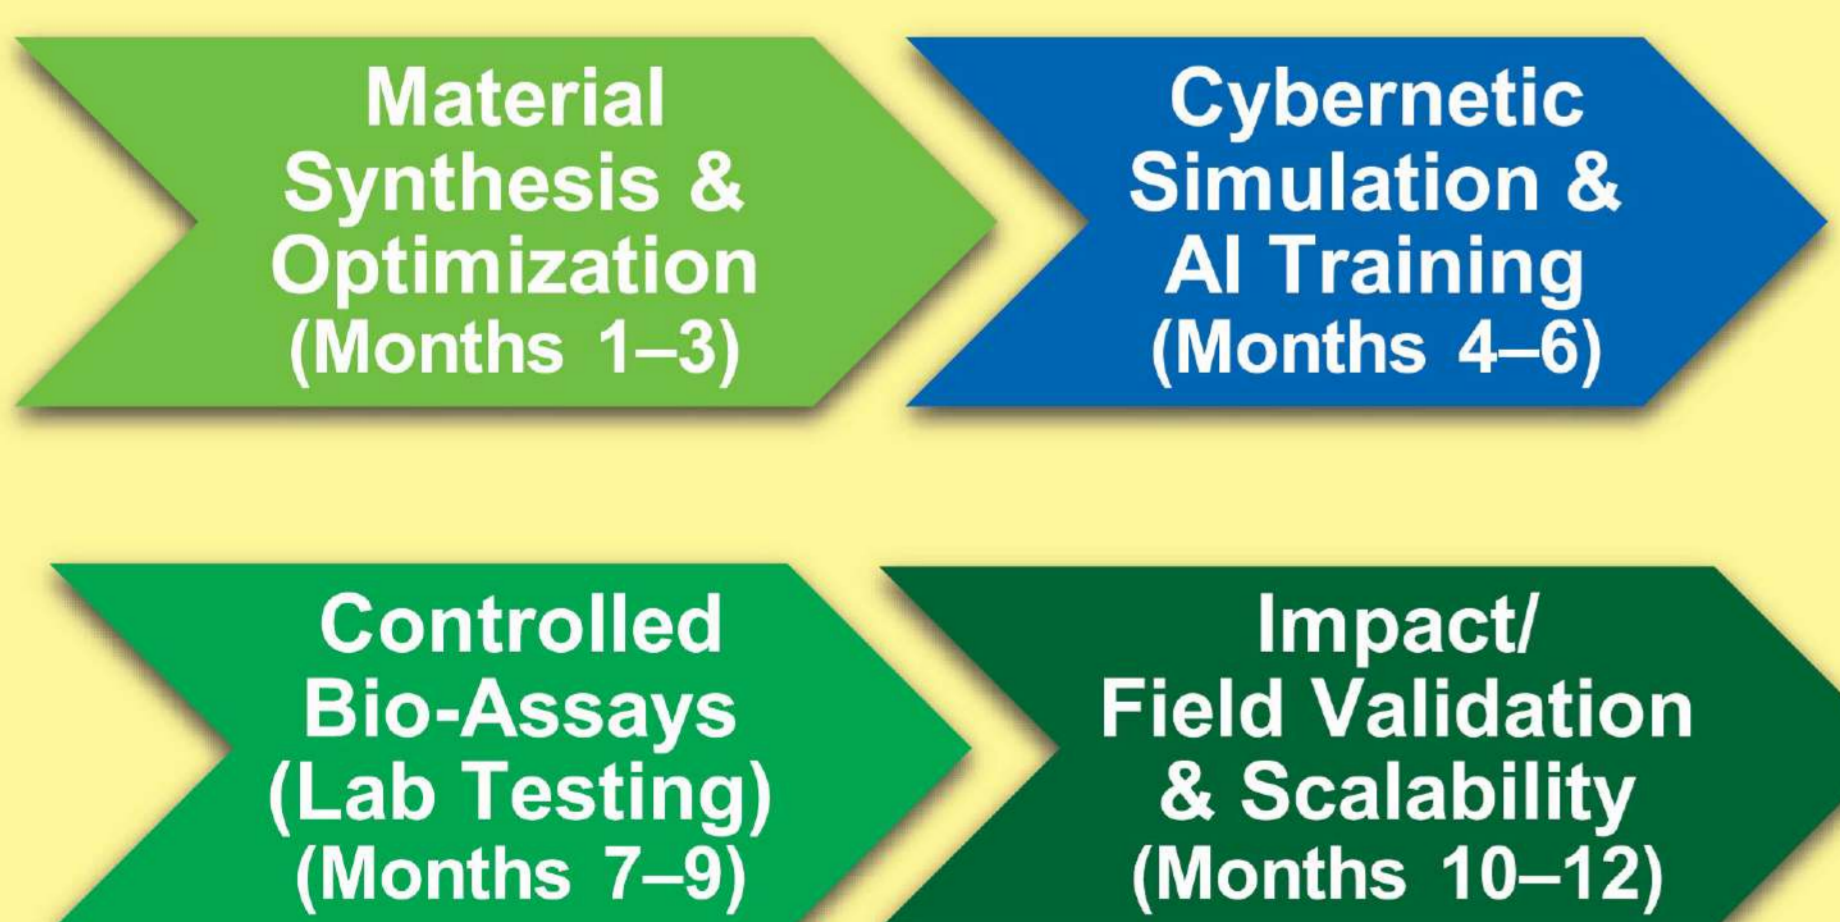 Material
Synthesis &
Optimization
(Months 1–3)
Cybernetic
Simulation &
AI Training
(Months 4–6)
Controlled
Bio-Assays
(Lab Testing)
(Months 7–9)
Impact/
Field Validation
& Scalability
(Months 10–12)